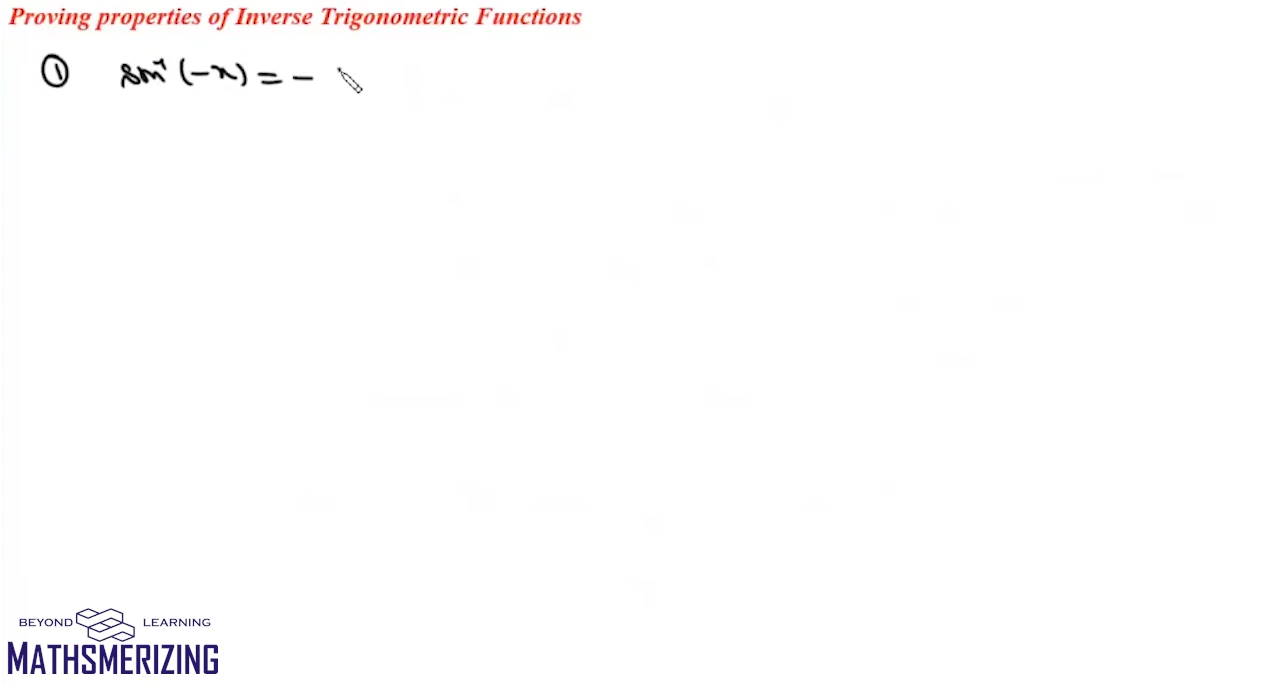 Proving properties of Inverse Trigonometric Functions
① sin⁻¹ (-x) = -
BEYOND LEARNING
MATHSMERIZING